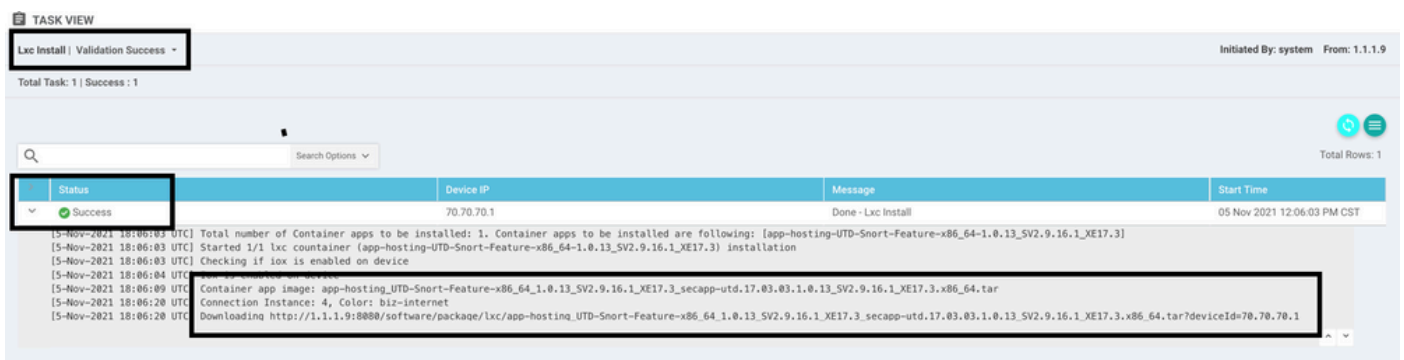 TASK VIEW
Lxc Install | Validation Success
Initiated By: system From: 1.1.1.9
Total Task: 1 | Success : 1
Search Options
Total Rows: 1
Status Device IP Message Start Time
Success 70.70.70.1 Done - Lxc Install 05 Nov 2021 12:06:03 PM CST
[5-Nov-2021 18:06:03 UTC] Total number of Container apps to be installed: 1. Container apps to be installed are following: [app-hosting-UTD-Snort-Feature-x86_64-1.0.13_SV2.9.16.1_XE17.3]
[5-Nov-2021 18:06:03 UTC] Started 1/1 lxc countainer (app-hosting-UTD-Snort-Feature-x86_64-1.0.13_SV2.9.16.1_XE17.3) installation
[5-Nov-2021 18:06:03 UTC] Checking if iox is enabled on device
[5-Nov-2021 18:06:04 UTC] iox is enabled on device
[5-Nov-2021 18:06:09 UTC] Container app image: app-hosting_UTD-Snort-Feature-x86_64_1.0.13_SV2.9.16.1_XE17.3_secapp-utd.17.03.03.1.0.13_SV2.9.16.1_XE17.3.x86_64.tar
[5-Nov-2021 18:06:20 UTC] Connection Instance: 4, Color: biz-internet
[5-Nov-2021 18:06:20 UTC] Downloading http://1.1.1.9:8080/software/package/lxc/app-hosting_UTD-Snort-Feature-x86_64_1.0.13_SV2.9.16.1_XE17.3_secapp-utd.17.03.03.1.0.13_SV2.9.16.1_XE17.3.x86_64.tar?deviceId=70.70.70.1